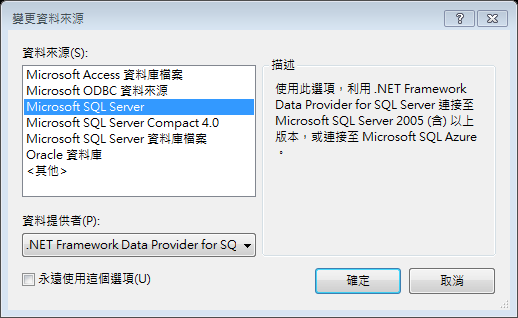 變更資料來源
資料來源(S):
Microsoft Access 資料庫檔案
Microsoft ODBC 資料來源
Microsoft SQL Server
Microsoft SQL Server Compact 4.0
Microsoft SQL Server 資料庫檔案
Oracle 資料庫
<其他>
描述
使用此選項，利用 .NET Framework
Data Provider for SQL Server 連接至
Microsoft SQL Server 2005 (含) 以上
版本，或連接至 Microsoft SQL Azure
。
資料提供者(P):
.NET Framework Data Provider for SQ
永遠使用這個選項(U)
確定
取消